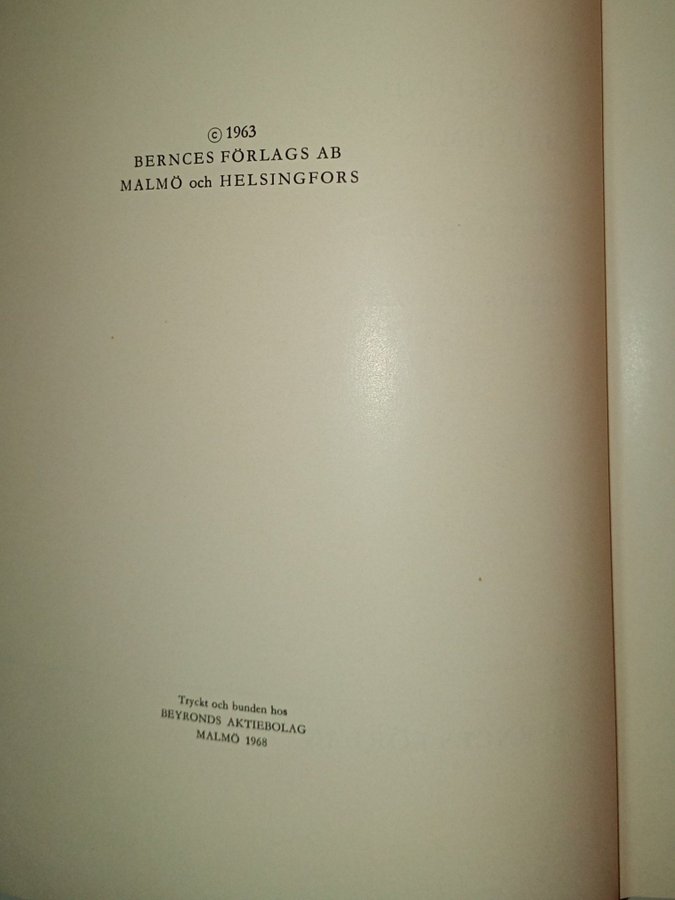 © 1963
BERNCES FÖRLAGS AB
MALMÖ och HELSINGFORS
Tryckt och bunden hos
BEYRONDS AKTIEBOLAG
MALMÖ 1968